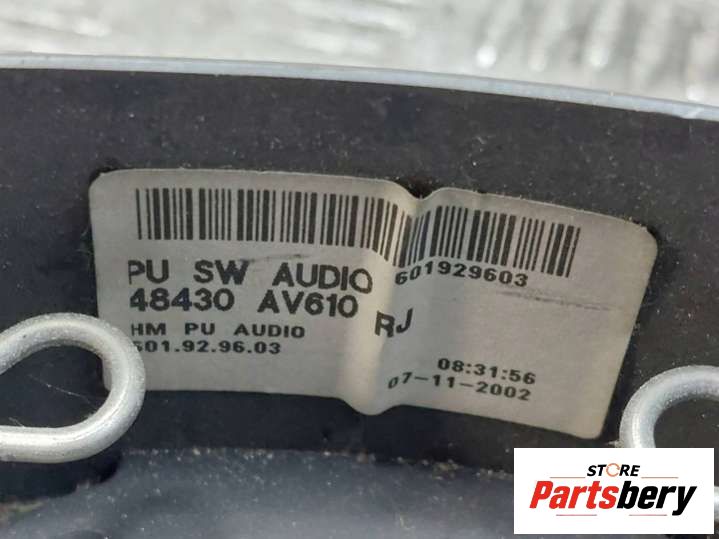 601929603
PU SW AUDIO
48430 AV610 RJ
HM PU AUDIO
601.92.96.03
08:31:56
07-11-2002
STORE
Partsbery